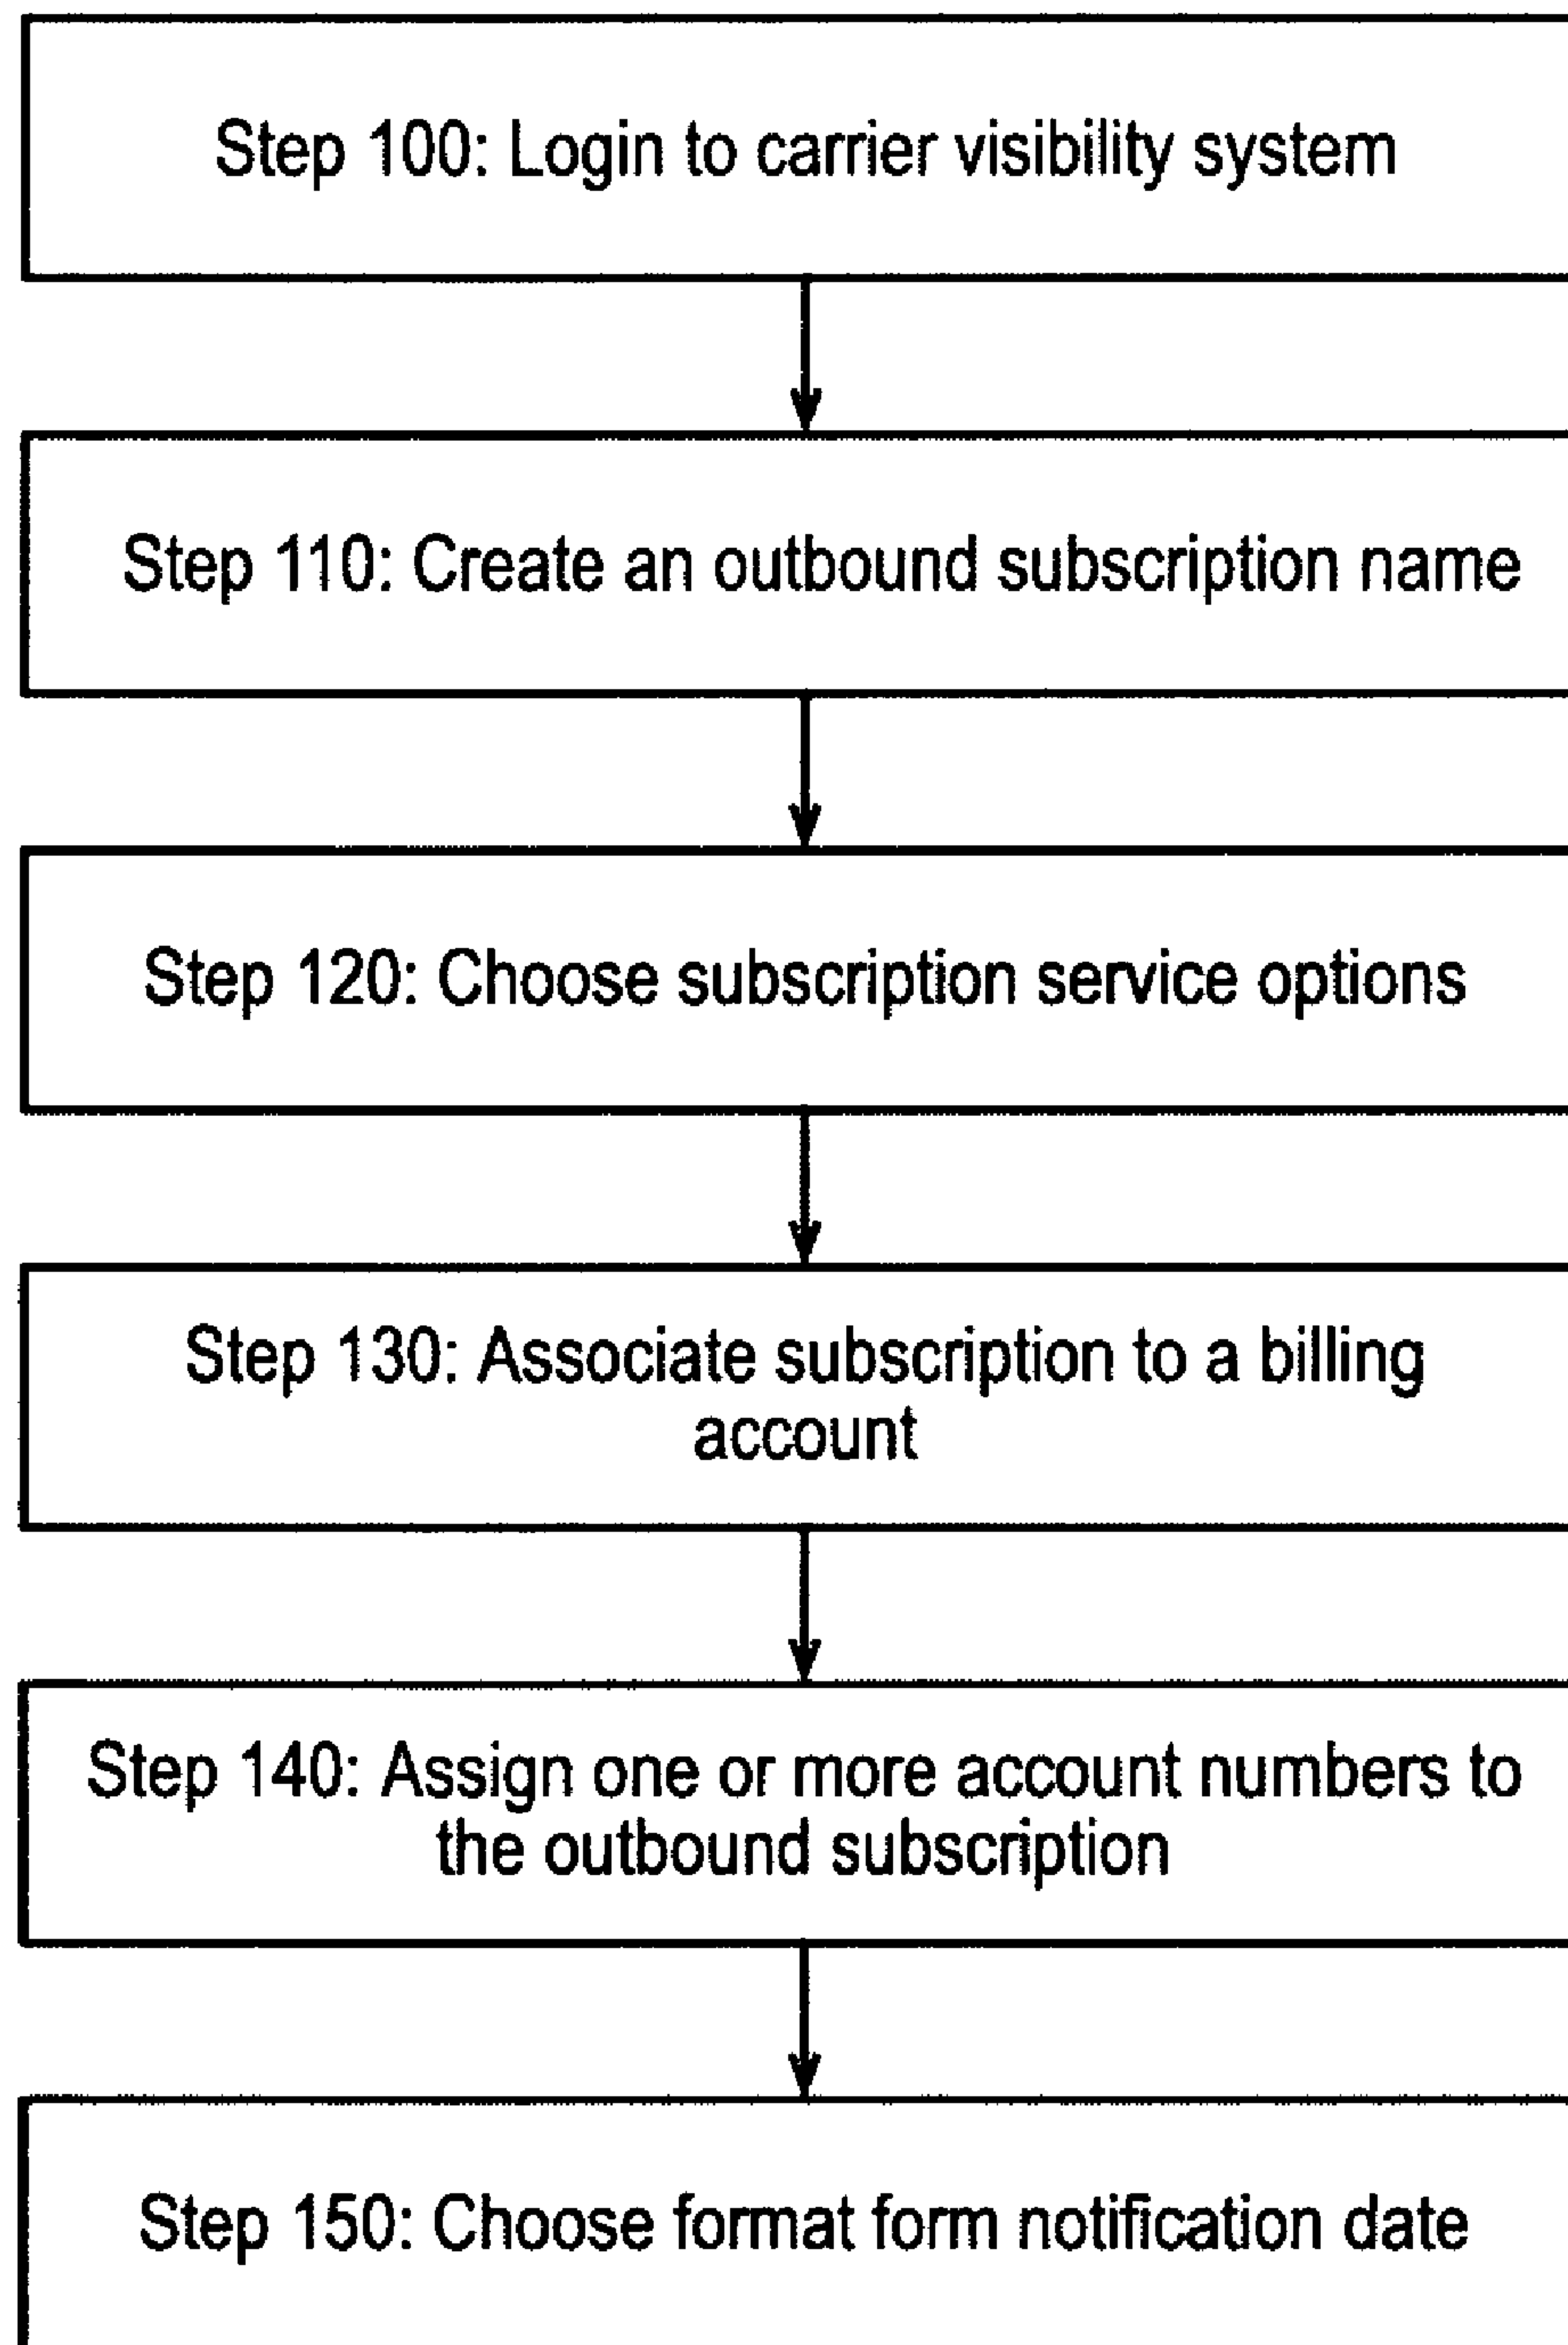 Step 100: Login to carrier visibility system
Step 110: Create an outbound subscription name
Step 120: Choose subscription service options
Step 130: Associate subscription to a billing
account
Step 140: Assign one or more account numbers to
the outbound subscription
Step 150: Choose format form notification date